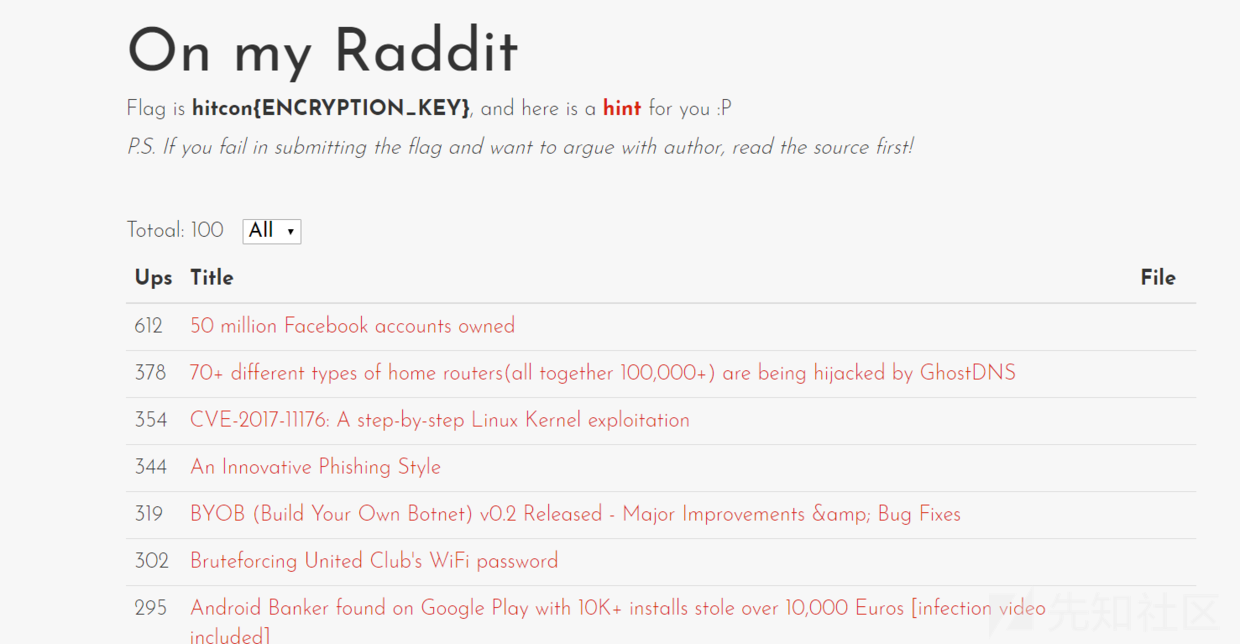 On my Raddit
Flag is hitcon{ENCRYPTION_KEY}, and here is a hint for you :P
P.S. If you fail in submitting the flag and want to argue with author, read the source first!
Totoal: 100 All
Ups Title File
612 50 million Facebook accounts owned
378 70+ different types of home routers(all together 100,000+) are being hijacked by GhostDNS
354 CVE-2017-11176: A step-by-step Linux Kernel exploitation
344 An Innovative Phishing Style
319 BYOB (Build Your Own Botnet) v0.2 Released - Major Improvements &amp; Bug Fixes
302 Bruteforcing United Club's WiFi password
295 Android Banker found on Google Play with 10K+ installs stole over 10,000 Euros [infection video
included]
先知社区